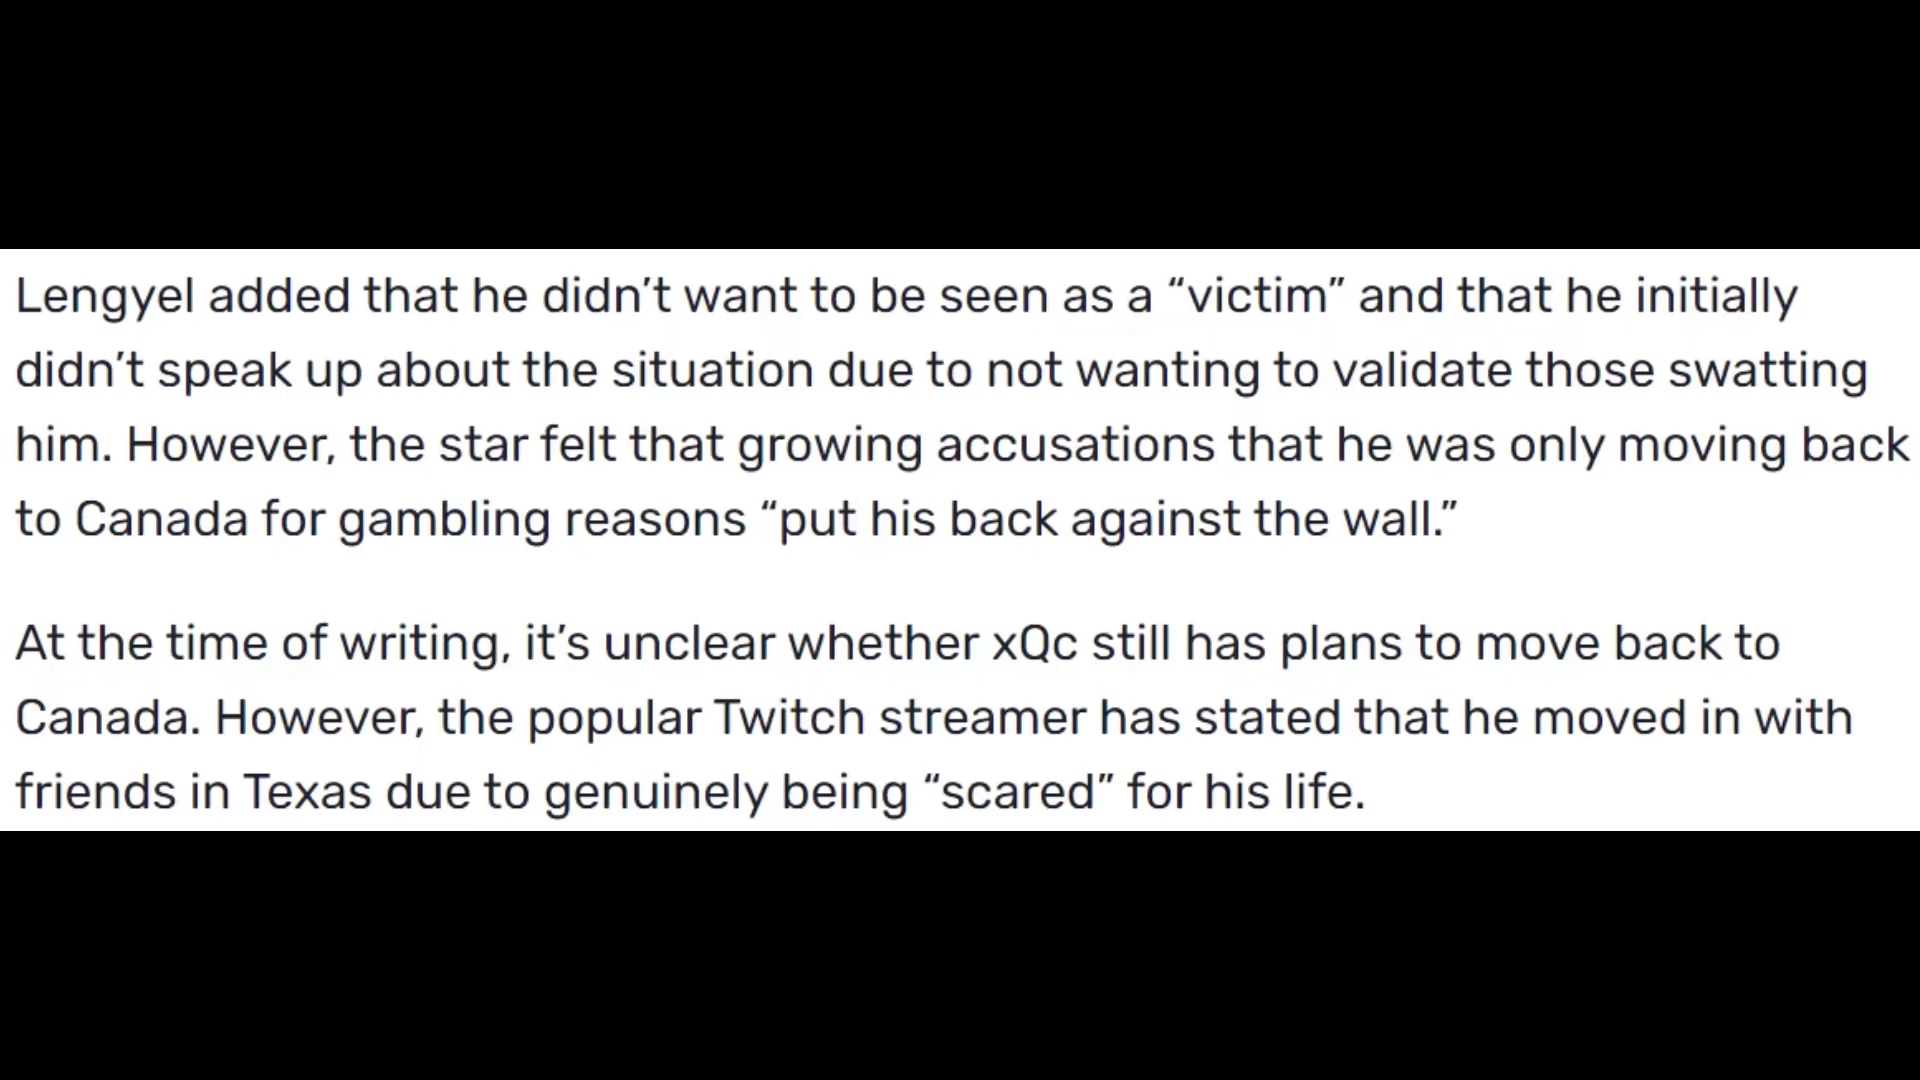 Lengyel added that he didn’t want to be seen as a “victim” and that he initially
didn’t speak up about the situation due to not wanting to validate those swatting
him. However, the star felt that growing accusations that he was only moving back
to Canada for gambling reasons “put his back against the wall.”
At the time of writing, it’s unclear whether xQc still has plans to move back to
Canada. However, the popular Twitch streamer has stated that he moved in with
friends in Texas due to genuinely being “scared” for his life.